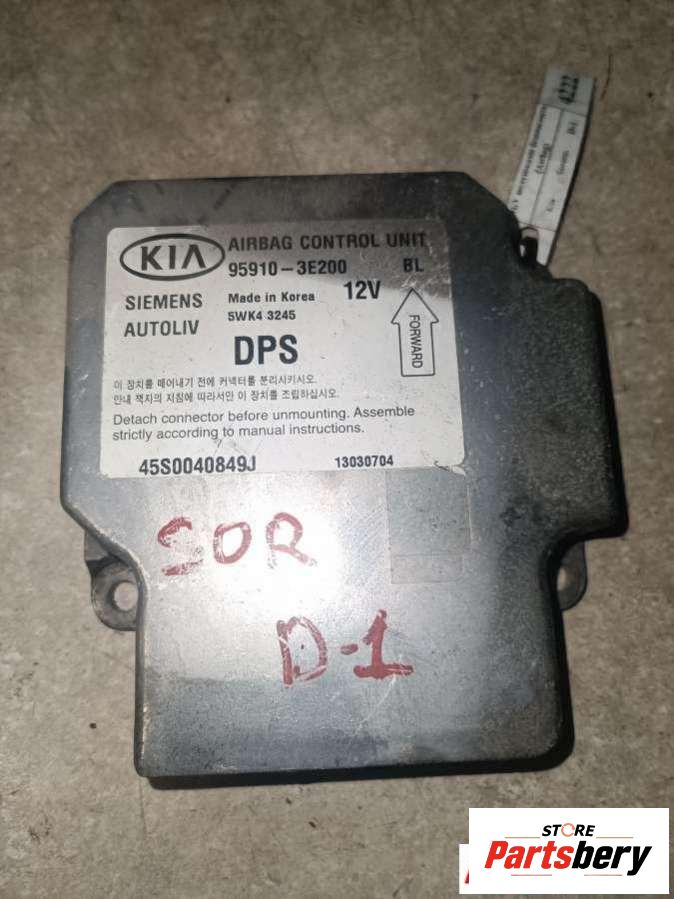 KIA
AIRBAG CONTROL UNIT
95910-3E200 BL
SIEMENS
AUTOLIV
Made in Korea 12V
5WK4 3245
DPS
FORWARD
이 장치를 떼어내기 전에 커넥터를 분리시키시오.
안내 책자의 지침에 따라서만 이 장치를 조립하십시오.
Detach connector before unmounting. Assemble
strictly according to manual instructions.
45S0040849J 13030704
SOR
D-1
4222
STORE
Partsbery